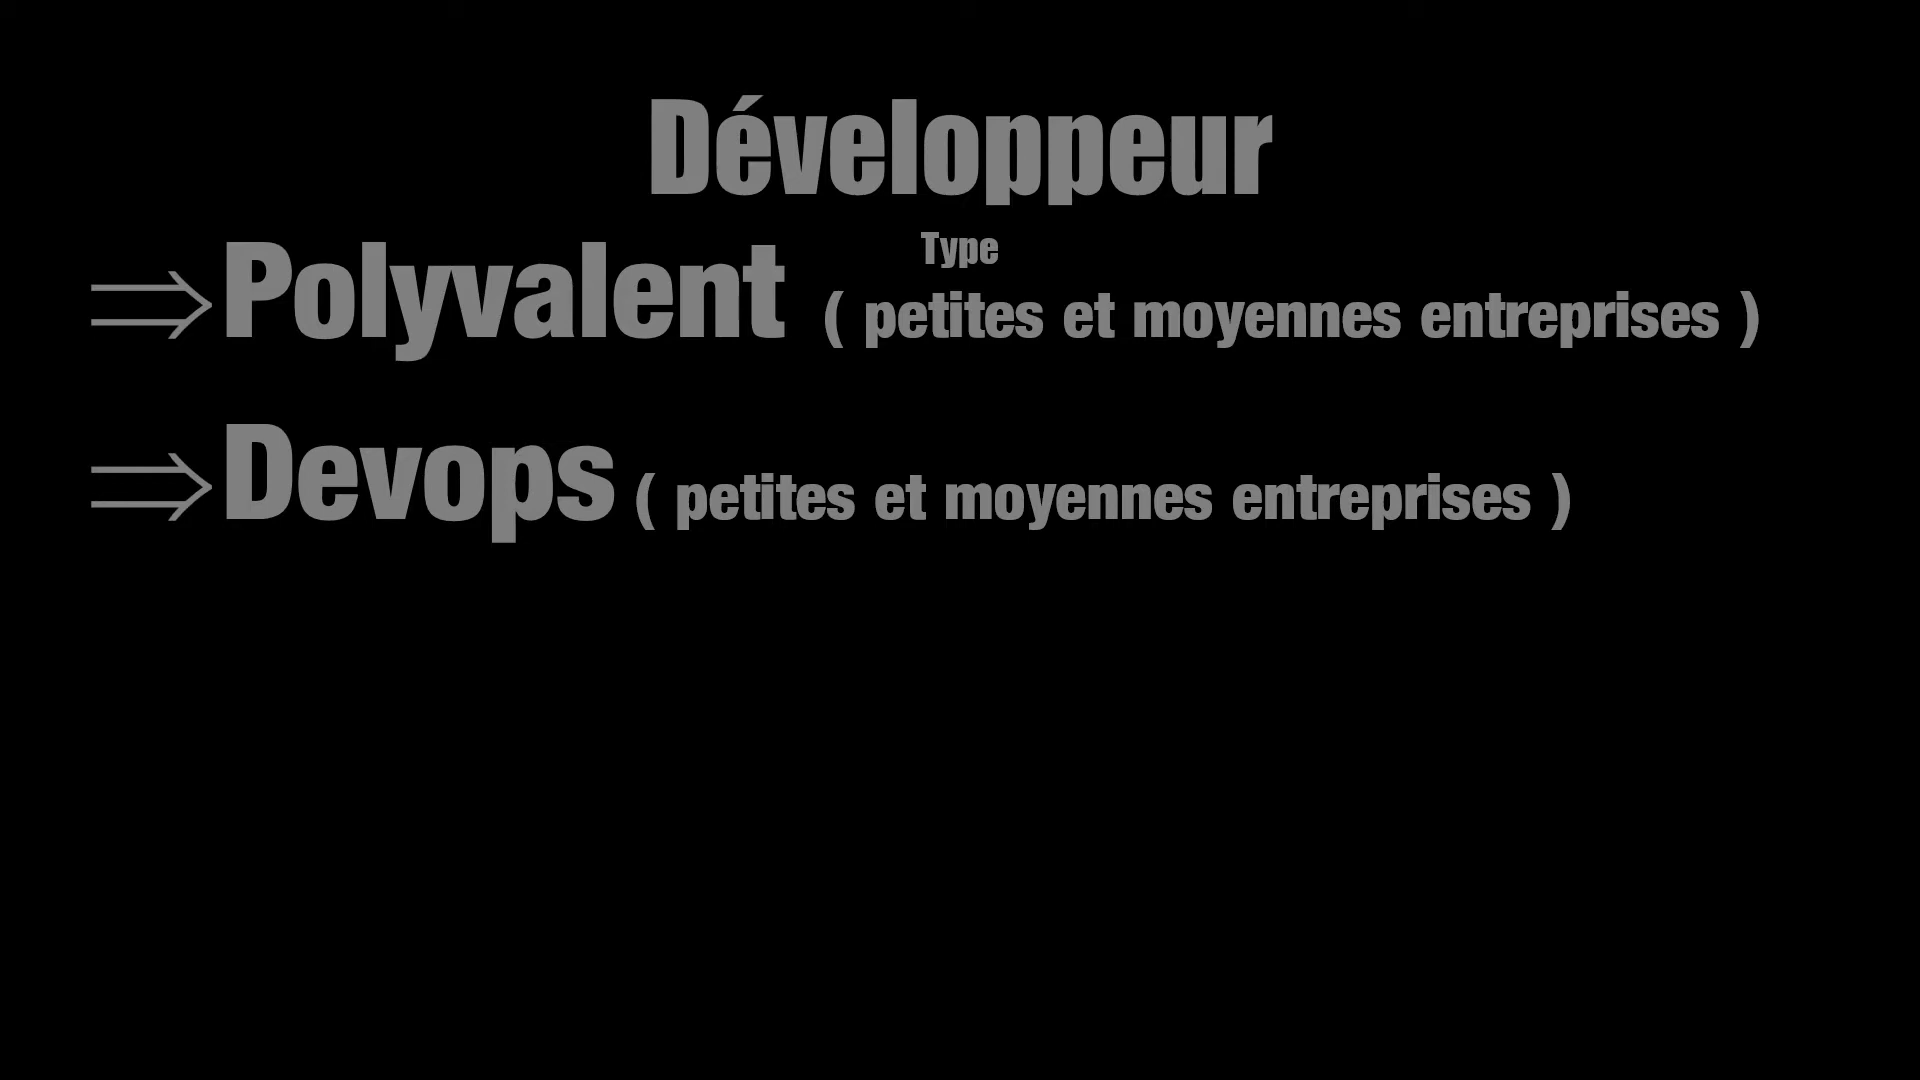 Développeur
Type
⇒Polyvalent ( petites et moyennes entreprises )
⇒Devops ( petites et moyennes entreprises )